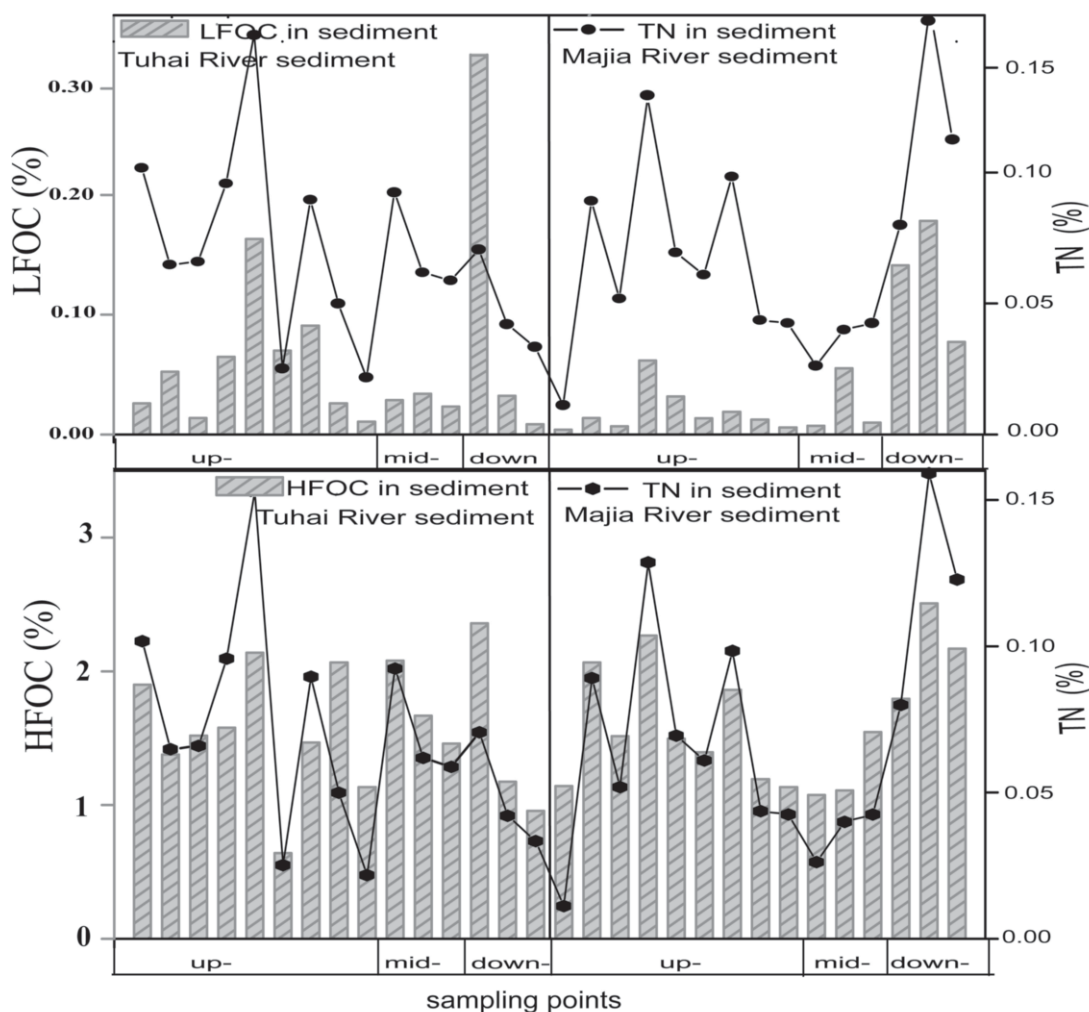 LFOC in sediment
Tuhai River sediment
TN in sediment
Majia River sediment
LFOC (%)
0.30
0.20
0.10
0.00
TN (%)
0.15
0.10
0.05
0.00
up-
mid-
down
up-
mid-
down-
HFOC in sediment
Tuhai River sediment
TN in sediment
Majia River sediment
HFOC (%)
3
2
1
0
TN (%)
0.15
0.10
0.05
0.00
up-
mid-
down-
up-
mid-
down-
sampling points